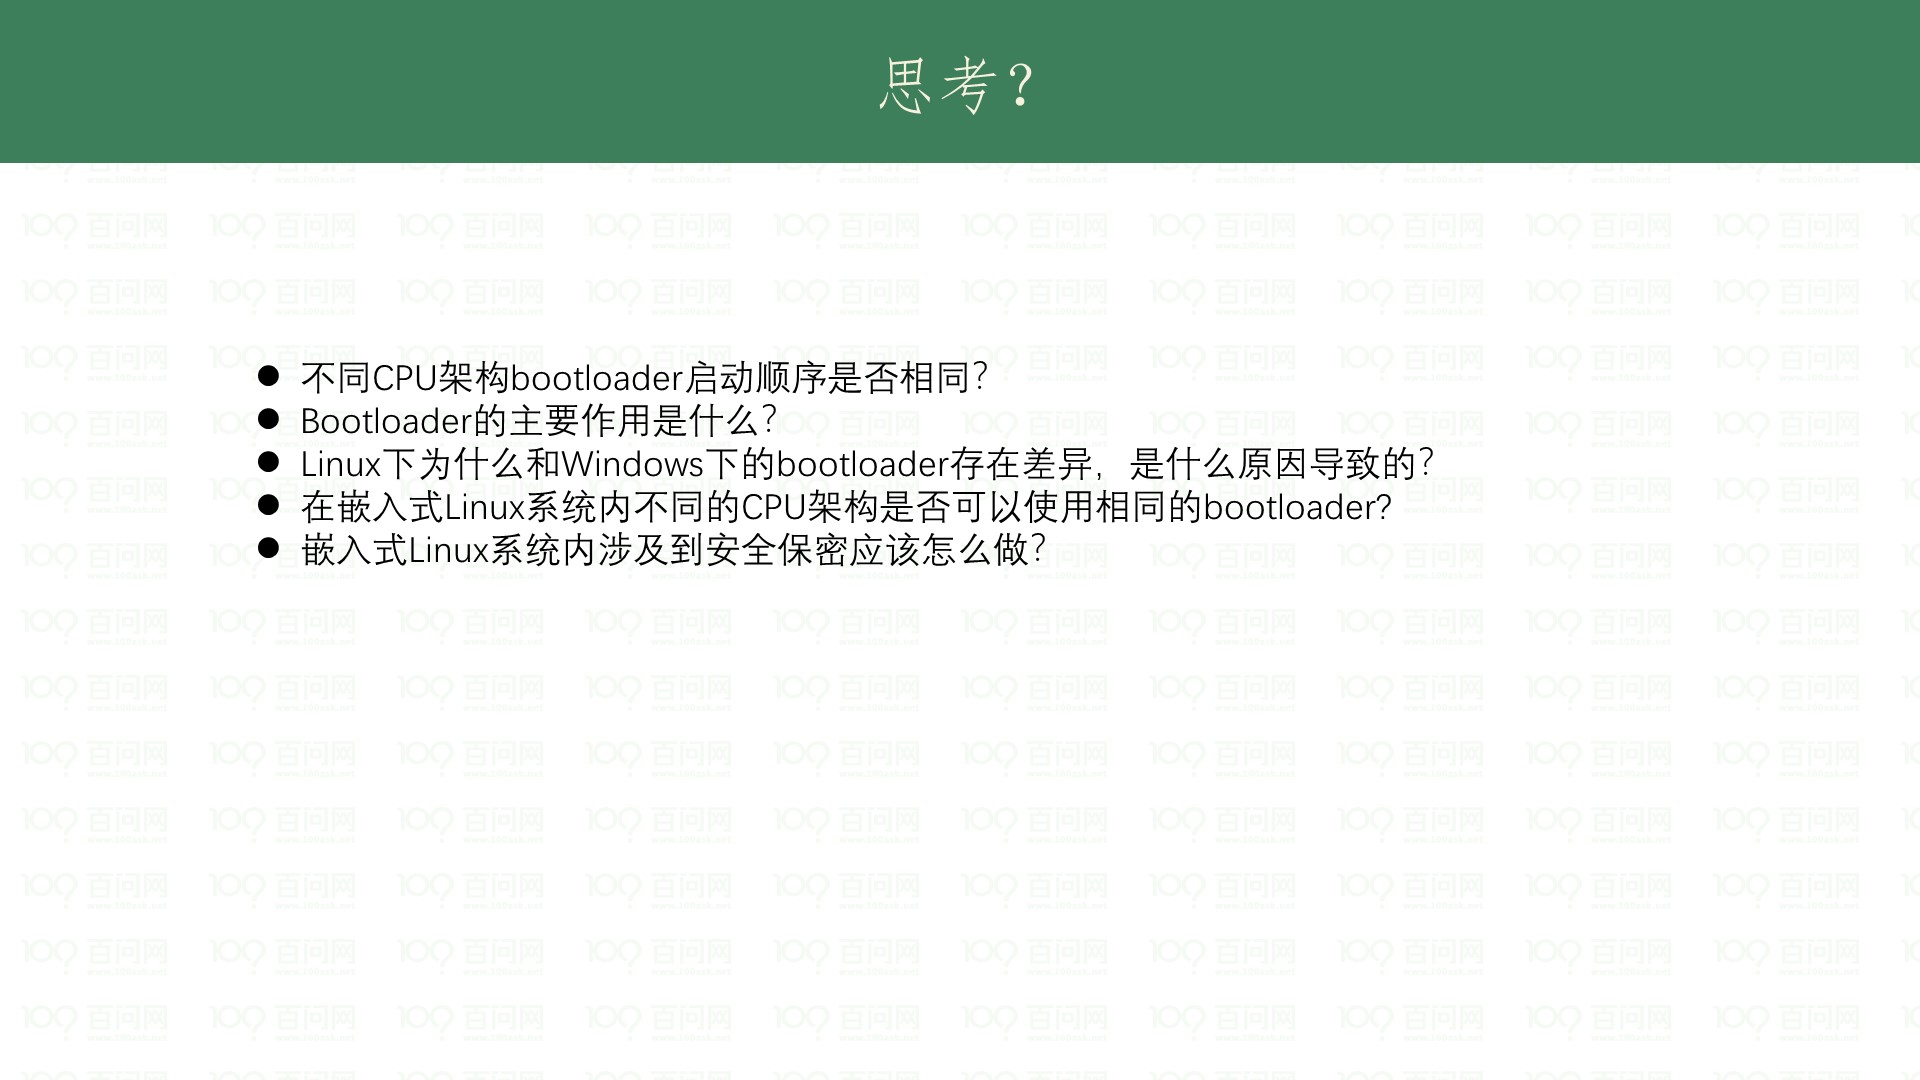 思考?
不同CPU架构bootloader启动顺序是否相同?
Bootloader的主要作用是什么?
Linux下为什么和Windows下的bootloader存在差异，是什么原因导致的?
在嵌入式Linux系统内不同的CPU架构是否可以使用相同的bootloader?
嵌入式Linux系统内涉及到安全保密应该怎么做?
百问网
www.100ask.net